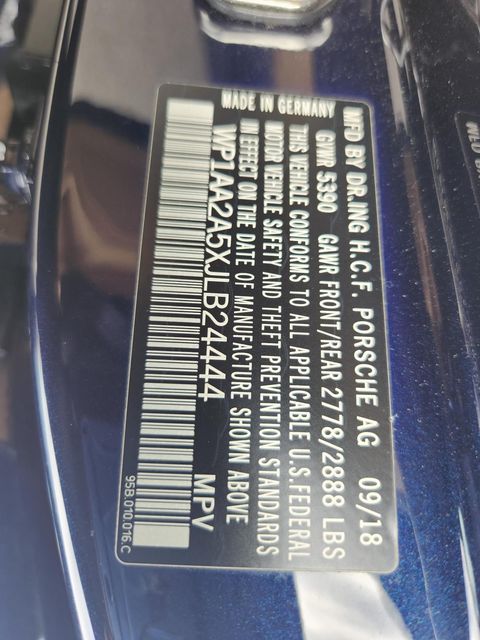 MFD BY DR.ING H.C.F. PORSCHE AG 09/18
GVWR 5390 GAWR FRONT/REAR 2778/2888 LBS
THIS VEHICLE CONFORMS TO ALL APPLICABLE U.S. FEDERAL
MOTOR VEHICLE SAFETY AND THEFT PREVENTION STANDARDS
IN EFFECT ON THE DATE OF MANUFACTURE SHOWN ABOVE
WP1AA2A5XJLB24444 MPV
MADE IN GERMANY
95B.010.016.C